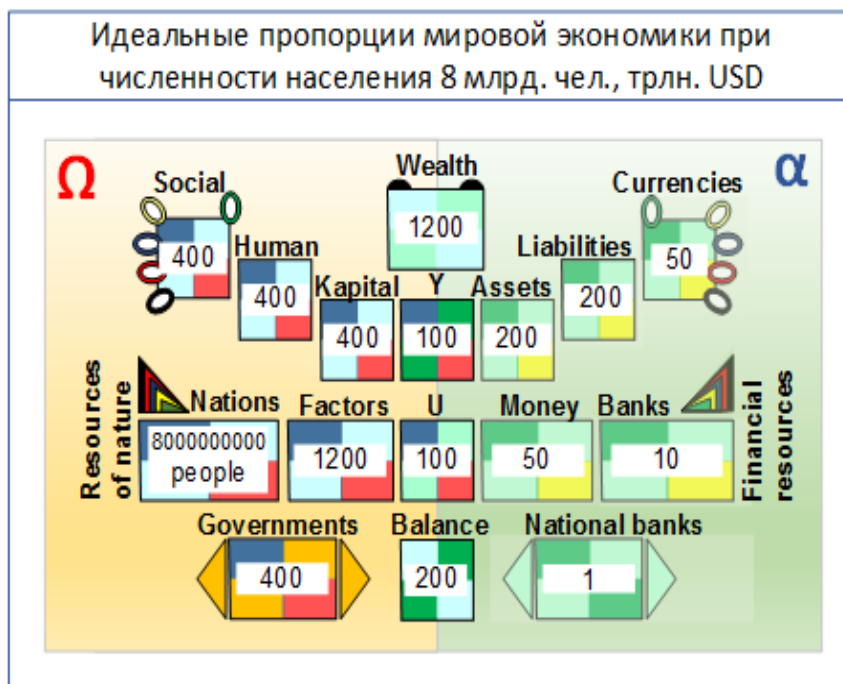 Идеальные пропорции мировой экономики при
численности населения 8 млрд. чел., трлн. USD
Ω
Wealth
α
Social
Currencies
1200
400
Human
Liabilities
50
400
Kapital
Y
Assets
200
400
100
200
Resources
of nature
Nations
Factors
U
Money
Banks
Financial
resources
8000000000
people
1200
100
50
10
Governments
Balance
National banks
400
200
1